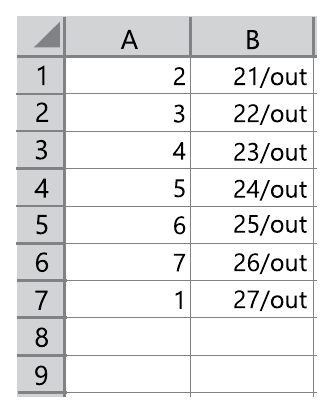 A B
1 2 21/out
2 3 22/out
3 4 23/out
4 5 24/out
5 6 25/out
6 7 26/out
7 1 27/out
8
9